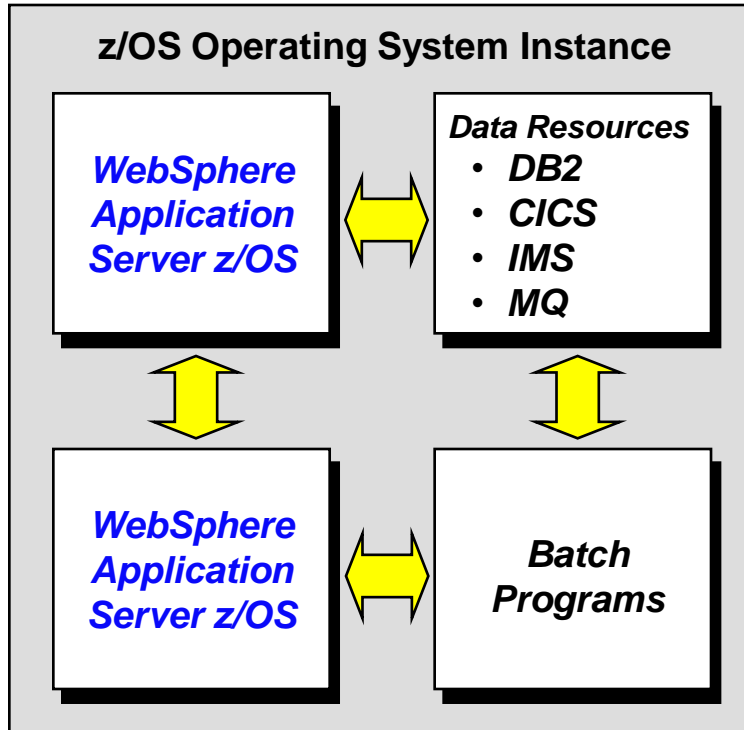 z/OS Operating System Instance
WebSphere
Application
Server z/OS
Data Resources
• DB2
• CICS
• IMS
• MQ
WebSphere
Application
Server z/OS
Batch
Programs